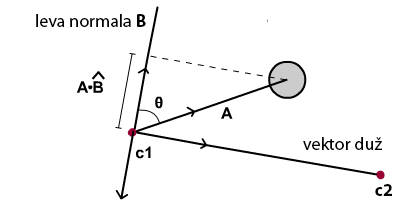 leva normala B
A•B̂
θ
A
c1
vektor duž
c2